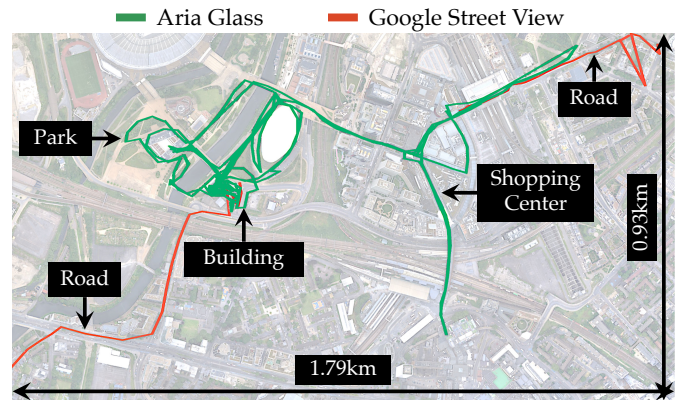 Aria Glass
Google Street View
Road
Park
Shopping
Center
0.93km
Building
Road
1.79km